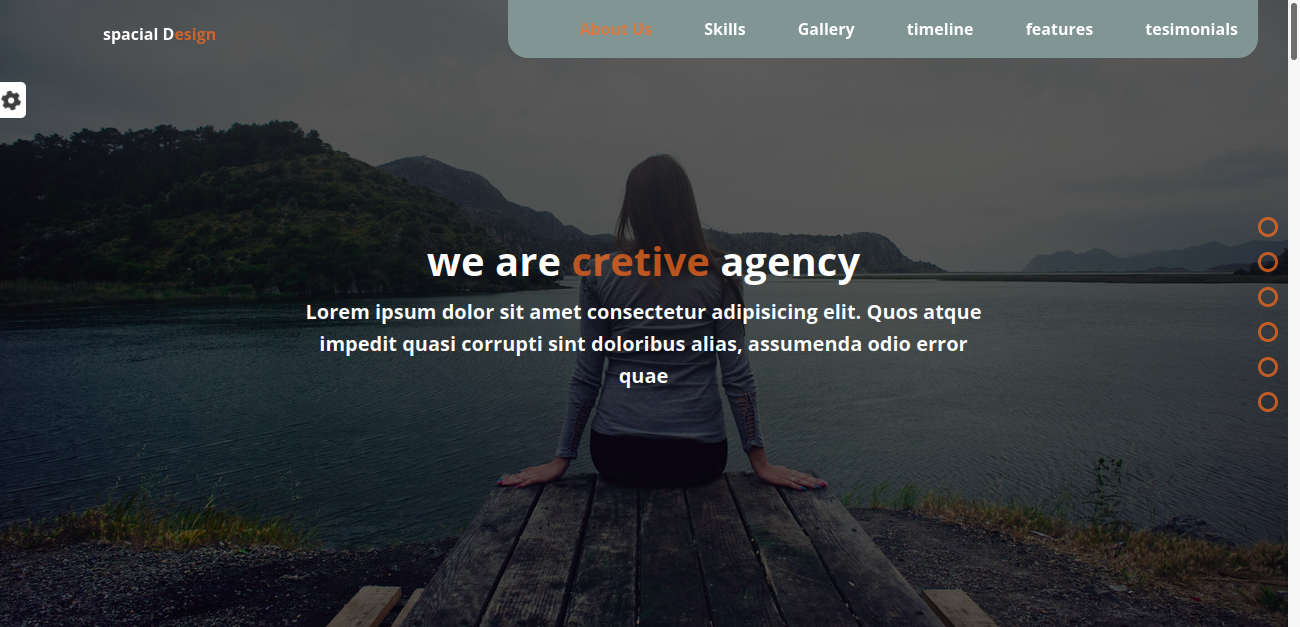 spacial Design
About Us Skills Gallery timeline features tesimonials
we are cretive agency
Lorem ipsum dolor sit amet consectetur adipisicing elit. Quos atque
impedit quasi corrupti sint doloribus alias, assumenda odio error
quae